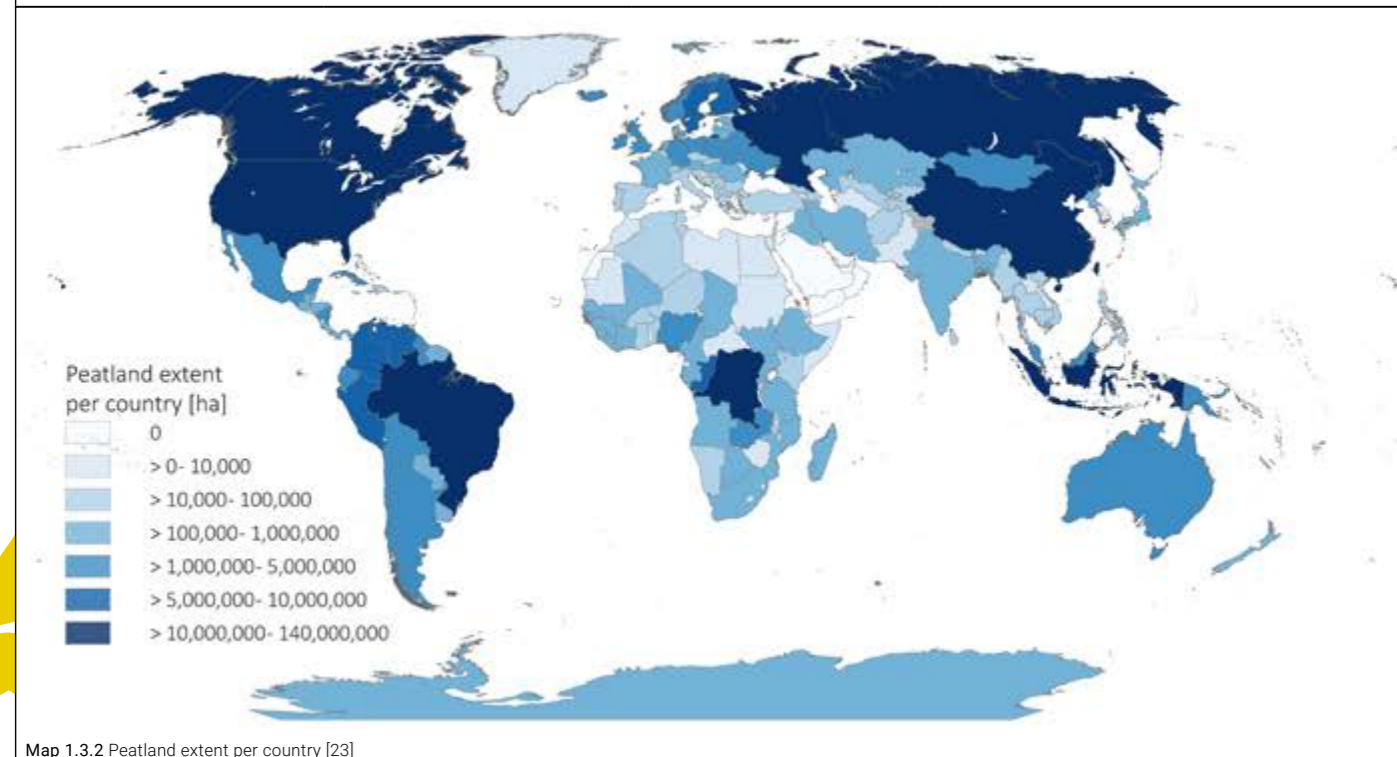 Peatland extent
per country [ha]
0
> 0- 10,000
> 10,000- 100,000
> 100,000- 1,000,000
> 1,000,000- 5,000,000
> 5,000,000- 10,000,000
> 10,000,000- 140,000,000
Map 1.3.2 Peatland extent per country [23]